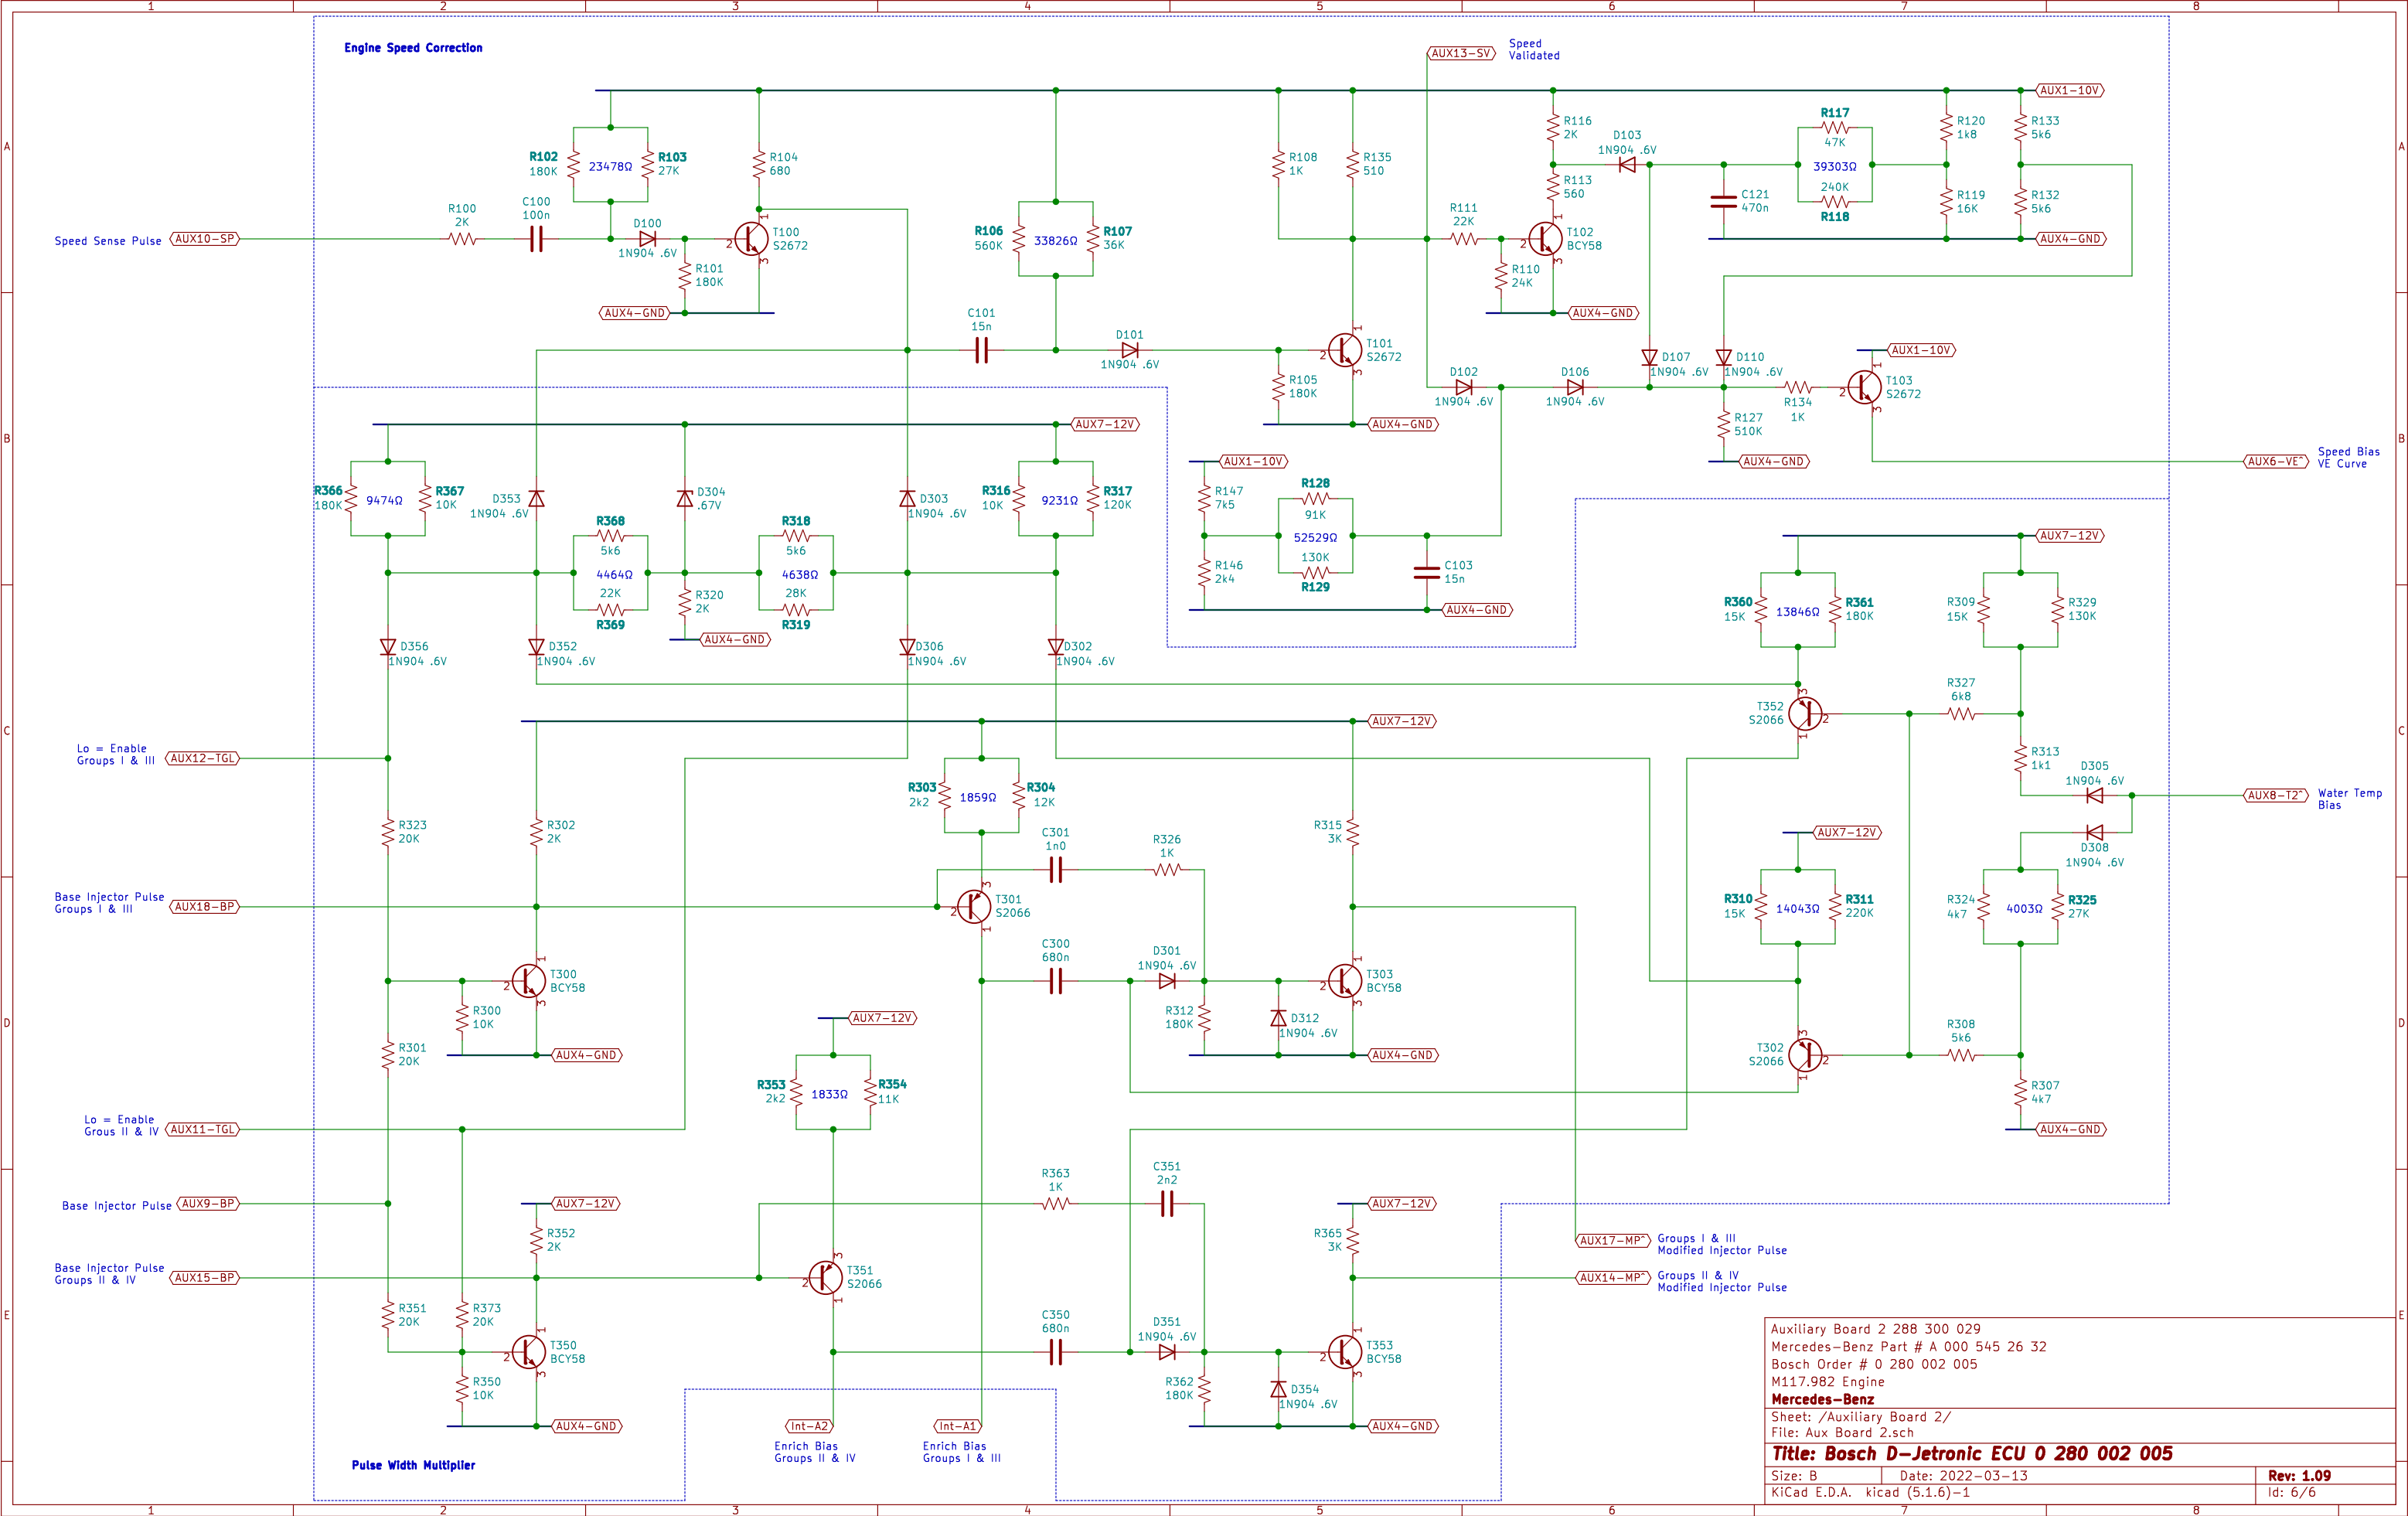 1 2 3 4 5 6 7 8
A
B
C
D
E
Engine Speed Correction
AUX13-SV
Speed
Validated
AUX1-10V
R102
180K
23478Ω
R103
27K
R104
680
R108
1K
R135
510
R116
2K
D103
1N904 .6V
R117
47K
39303Ω
240K
R118
R120
1k8
R133
5k6
R113
560
C121
470n
R119
16K
R132
5k6
Speed Sense Pulse
AUX10-SP
R100
2K
C100
100n
D100
1N904 .6V
T100
S2672
R101
180K
AUX4-GND
R106
560K
33826Ω
R107
36K
R111
22K
T102
BCY58
R110
24K
AUX4-GND
AUX4-GND
C101
15n
D101
1N904 .6V
T101
S2672
R105
180K
AUX4-GND
D102
1N904 .6V
D106
1N904 .6V
D107
1N904 .6V
D110
1N904 .6V
AUX1-10V
T103
S2672
R134
1K
R127
510K
AUX4-GND
AUX6-VE^
Speed Bias
VE Curve
AUX7-12V
R366
180K
9474Ω
R367
10K
D353
1N904 .6V
D304
.67V
D303
1N904 .6V
R316
10K
9231Ω
R317
120K
R368
5k6
4464Ω
22K
R369
R318
5k6
4638Ω
28K
R319
R320
2K
AUX4-GND
AUX1-10V
R147
7k5
R128
91K
52529Ω
130K
R129
R146
2k4
C103
15n
AUX4-GND
D356
1N904 .6V
D352
1N904 .6V
D306
1N904 .6V
D302
1N904 .6V
AUX7-12V
R360
15K
13846Ω
R361
180K
R309
15K
R329
130K
T352
S2066
R327
6k8
R313
1k1
D305
1N904 .6V
AUX8-T2^
Water Temp
Bias
D308
1N904 .6V
Lo = Enable
Groups I & III
AUX12-TGL
AUX7-12V
R303
2k2
1859Ω
R304
12K
R323
20K
R302
2K
C301
1n0
R326
1K
R315
3K
AUX7-12V
R310
15K
14043Ω
R311
220K
R324
4k7
4003Ω
R325
27K
Base Injector Pulse
Groups I & III
AUX18-BP
T301
S2066
C300
680n
D301
1N904 .6V
T303
BCY58
T300
BCY58
R300
10K
R301
20K
AUX4-GND
AUX7-12V
R312
180K
D312
1N904 .6V
AUX4-GND
T302
S2066
R308
5k6
R307
4k7
AUX4-GND
R353
2k2
1833Ω
R354
11K
Lo = Enable
Grous II & IV
AUX11-TGL
Base Injector Pulse
AUX9-BP
AUX7-12V
R352
2K
R363
1K
C351
2n2
AUX7-12V
R365
3K
AUX17-MP^
Groups I & III
Modified Injector Pulse
Base Injector Pulse
Groups II & IV
AUX15-BP
T351
S2066
AUX14-MP^
Groups II & IV
Modified Injector Pulse
R351
20K
R373
20K
T350
BCY58
R350
10K
AUX4-GND
C350
680n
D351
1N904 .6V
T353
BCY58
R362
180K
D354
1N904 .6V
AUX4-GND
Int-A2
Enrich Bias
Groups II & IV
Int-A1
Enrich Bias
Groups I & III
Pulse Width Multiplier
Auxiliary Board 2 288 300 029
Mercedes-Benz Part # A 000 545 26 32
Bosch Order # 0 280 002 005
M117.982 Engine
Mercedes-Benz
Sheet: /Auxiliary Board 2/
File: Aux Board 2.sch
Title: Bosch D-Jetronic ECU 0 280 002 005
Size: B Date: 2022-03-13 Rev: 1.09
KiCad E.D.A. kicad (5.1.6)-1 Id: 6/6
1 2 3 4 5 6 7 8